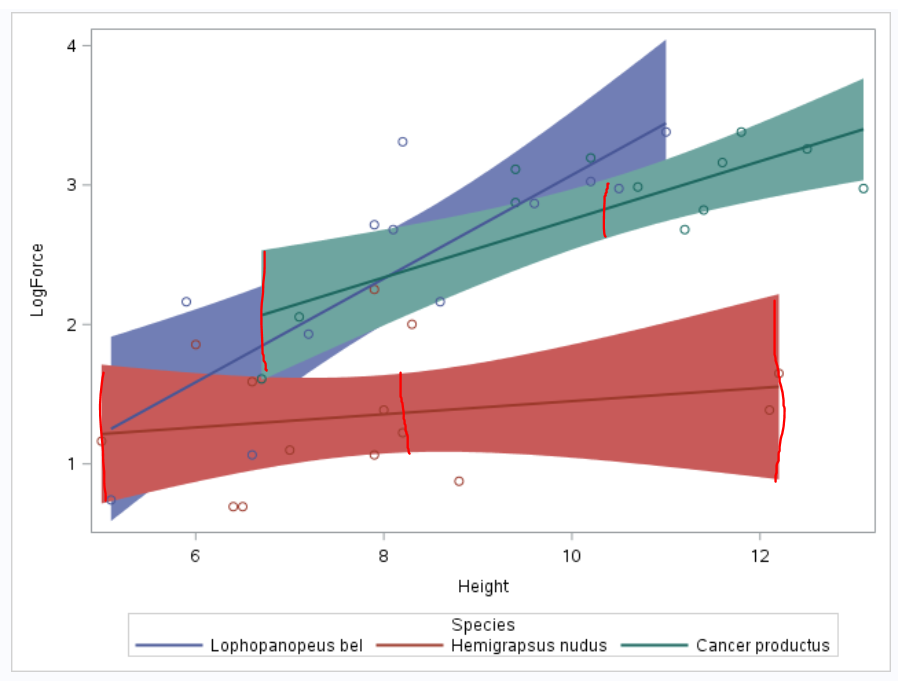 4
3
2
1
LogForce
6 8 10 12
Height
Species
Lophopanopeus bel Hemigrapsus nudus Cancer productus